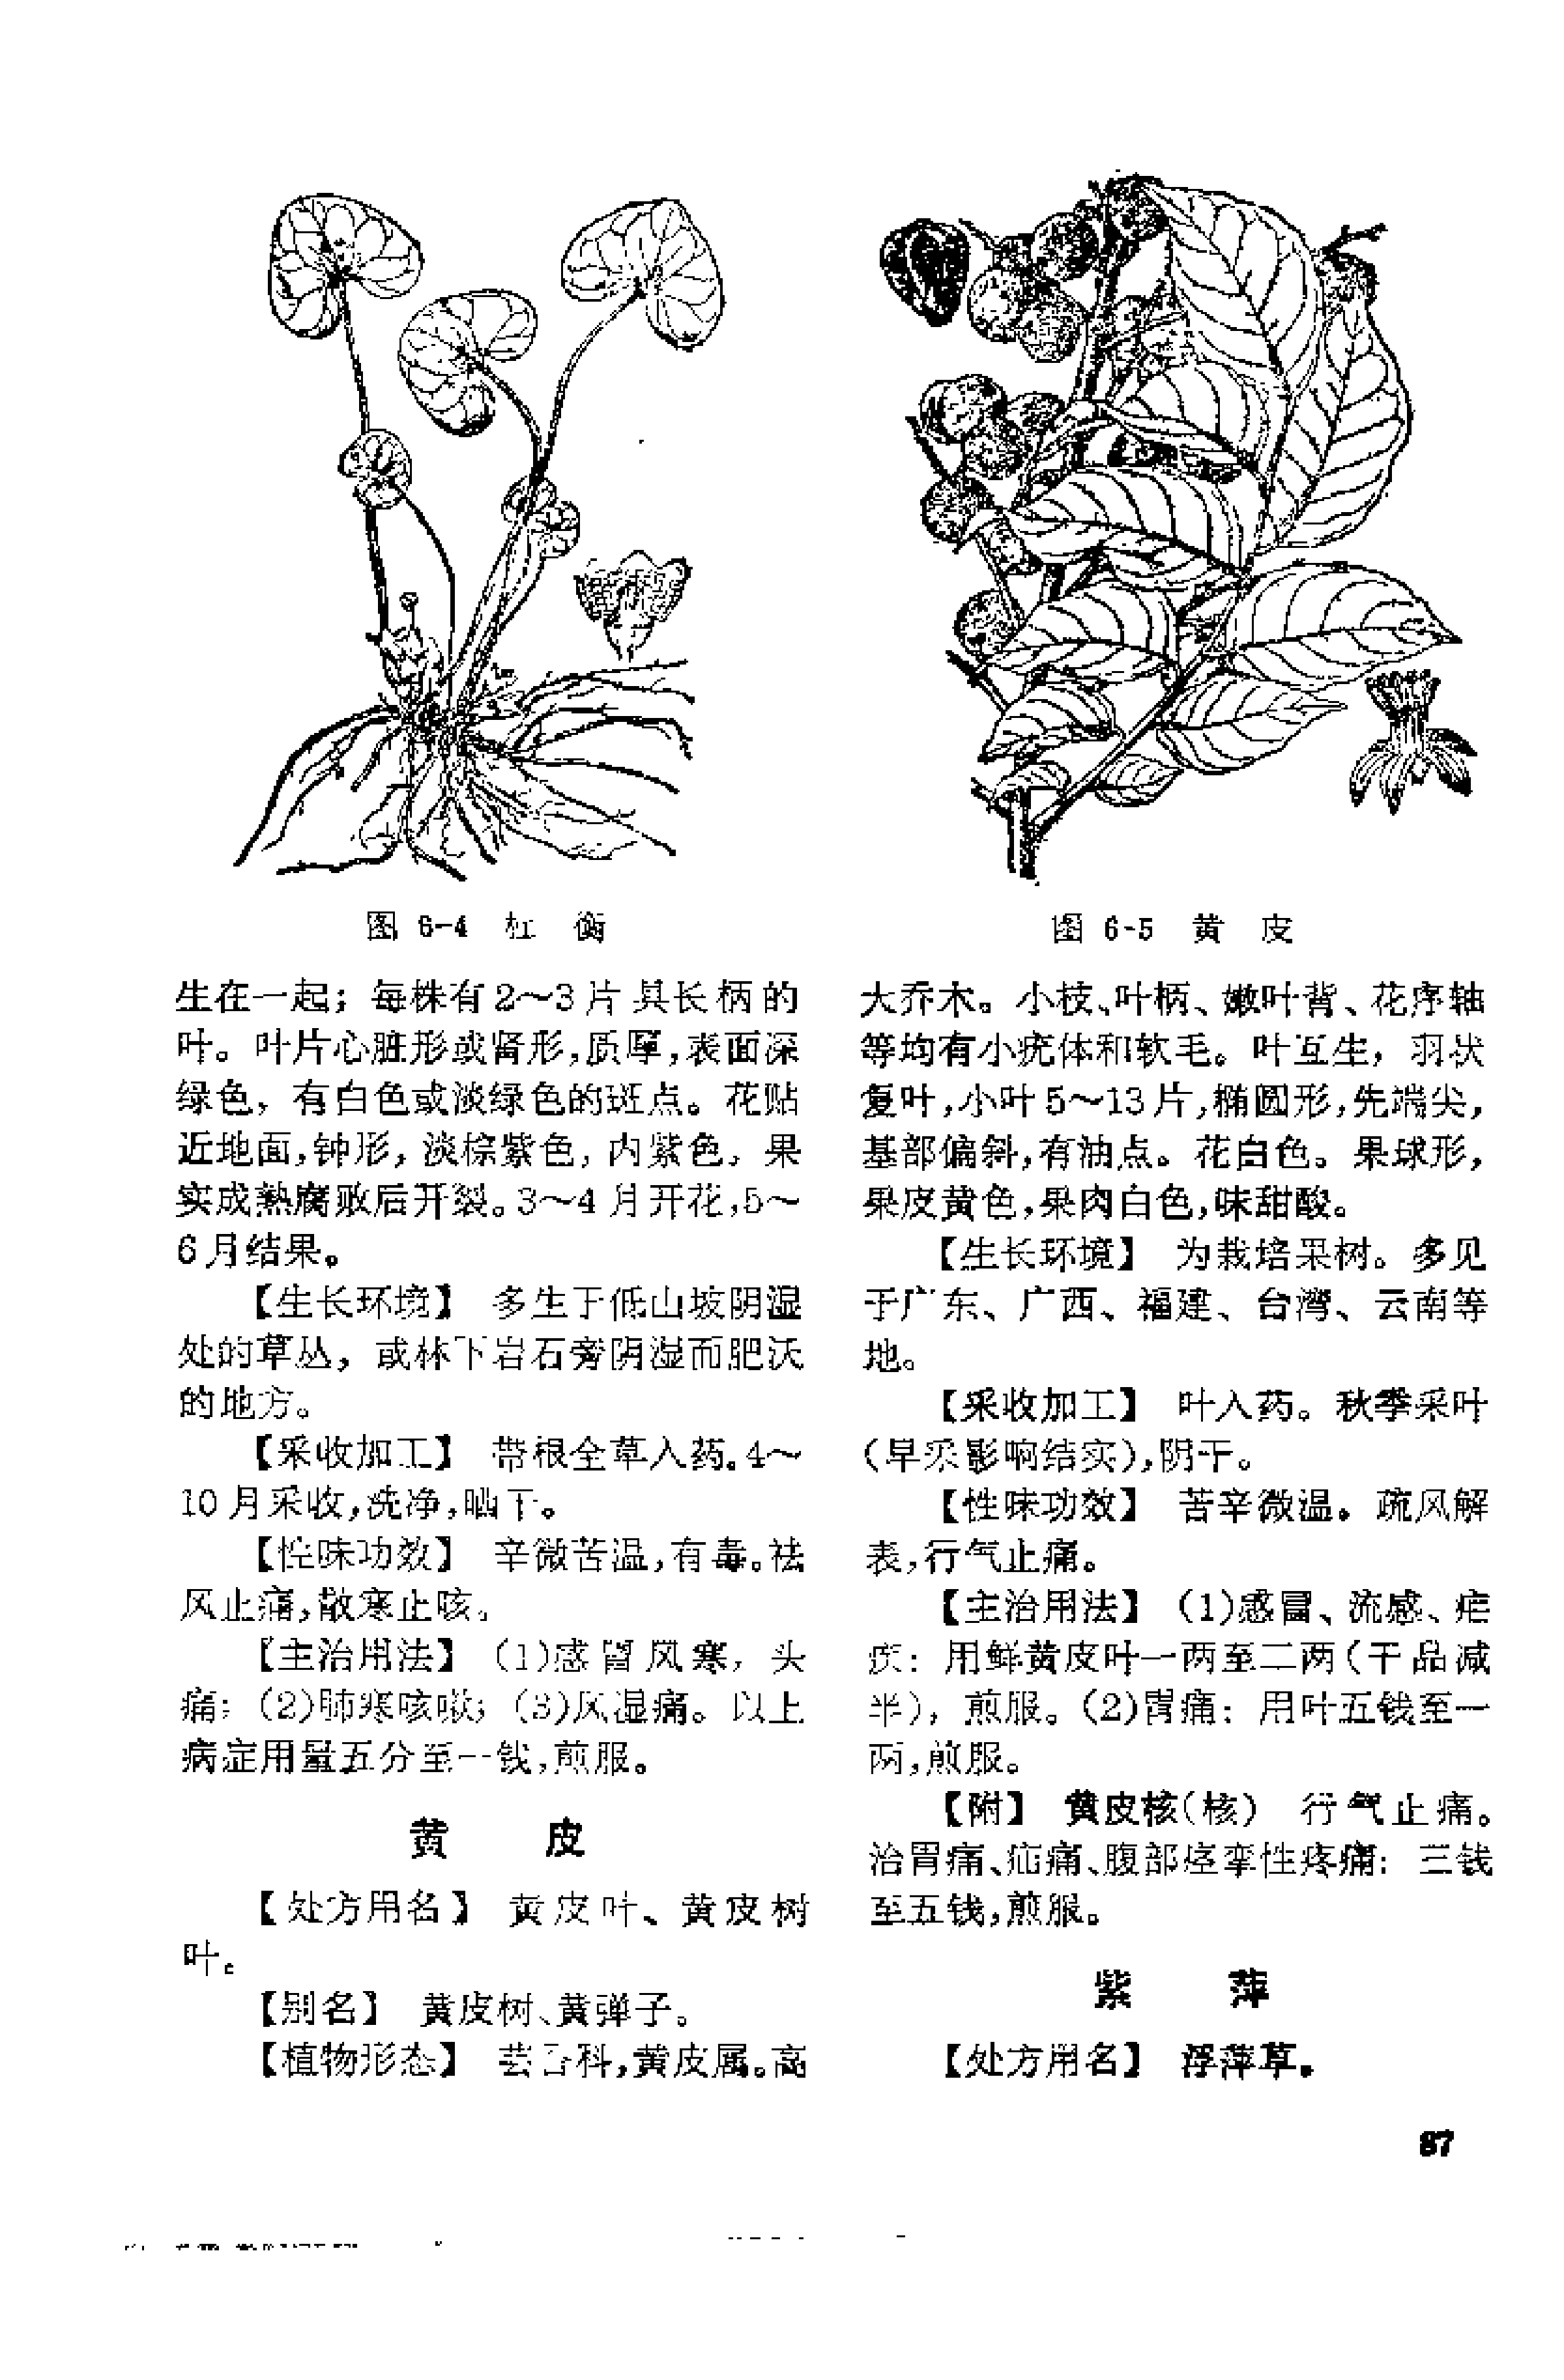 图 6-4 杜 衡
生在一起；每株有2～3片具长柄的
叶。叶片心脏形或肾形,质厚,表面深
绿色，有白色或淡绿色的斑点。花贴
近地面,钟形，淡棕紫色，内紫色。果
实成熟腐败后开裂。3～4月开花,5～
6月结果。
【生长环境】 多生于低山坡阴湿
处的草丛，或林下岩石旁阴湿而肥沃
的地方。
【采收加工】 带根全草入药。4～
10月采收,洗净,晒干。
【性味功效】 辛微苦温,有毒。祛
风止痛,散寒止咳。
【主治用法】 (1)感冒风寒，头
痛；(2)肺寒咳嗽；(3)风湿痛。以上
病症用量五分至一钱,煎服。
黄 皮
【处方用名】 黄皮叶、黄皮树
叶。
【别名】 黄皮树、黄弹子。
【植物形态】 芸香科,黄皮属。高
图 6-5 黄 皮
大乔木。小枝、叶柄、嫩叶背、花序轴
等均有小疣体和软毛。叶互生，羽状
复叶,小叶5～13片,椭圆形,先端尖，
基部偏斜,有油点。花白色。果球形，
果皮黄色,果肉白色,味甜酸。
【生长环境】 为栽培果树。多见
于广东、广西、福建、台湾、云南等
地。
【采收加工】 叶入药。秋季采叶
(早采影响结实),阴干。
【性味功效】 苦辛微温。疏风解
表,行气止痛。
【主治用法】 (1)感冒、流感、疟
疾：用鲜黄皮叶一两至二两(干品减
半)，煎服。(2)胃痛：用叶五钱至一
两,煎服。
【附】 黄皮核(核) 行气止痛。
治胃痛、疝痛、腹部痉挛性疼痛：三钱
至五钱,煎服。
紫 萍
【处方用名】 浮萍草。
87